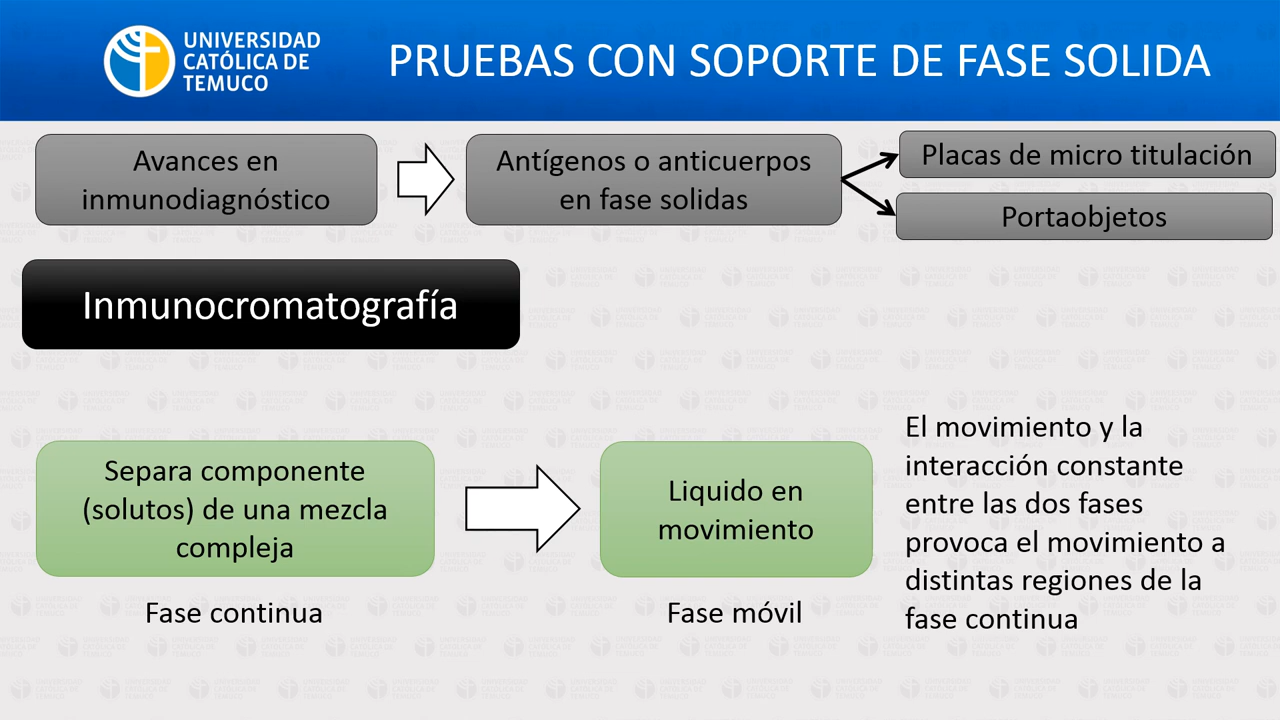 UNIVERSIDAD
CATÓLICA DE
TEMUCO
PRUEBAS CON SOPORTE DE FASE SOLIDA
Avances en
inmunodiagnóstico
Antígenos o anticuerpos
en fase solidas
Placas de micro titulación
Portaobjetos
Inmunocromatografía
Separa componente
(solutos) de una mezcla
compleja
Fase continua
Liquido en
movimiento
Fase móvil
El movimiento y la
interacción constante
entre las dos fases
provoca el movimiento a
distintas regiones de la
fase continua